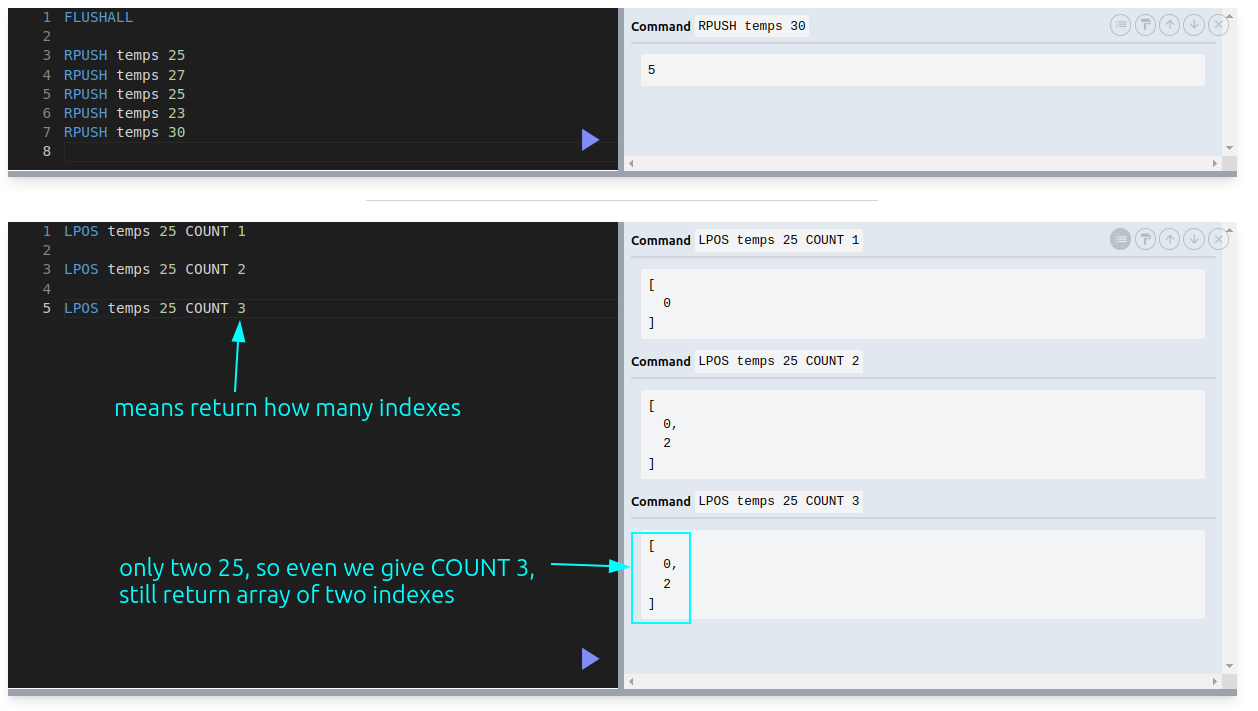 1 FLUSHALL
2
3 RPUSH temps 25
4 RPUSH temps 27
5 RPUSH temps 25
6 RPUSH temps 23
7 RPUSH temps 30
8
Command RPUSH temps 30
5
1 LPOS temps 25 COUNT 1
2
3 LPOS temps 25 COUNT 2
4
5 LPOS temps 25 COUNT 3
means return how many indexes
only two 25, so even we give COUNT 3,
still return array of two indexes
Command LPOS temps 25 COUNT 1
[
0
]
Command LPOS temps 25 COUNT 2
[
0,
2
]
Command LPOS temps 25 COUNT 3
[
0,
2
]